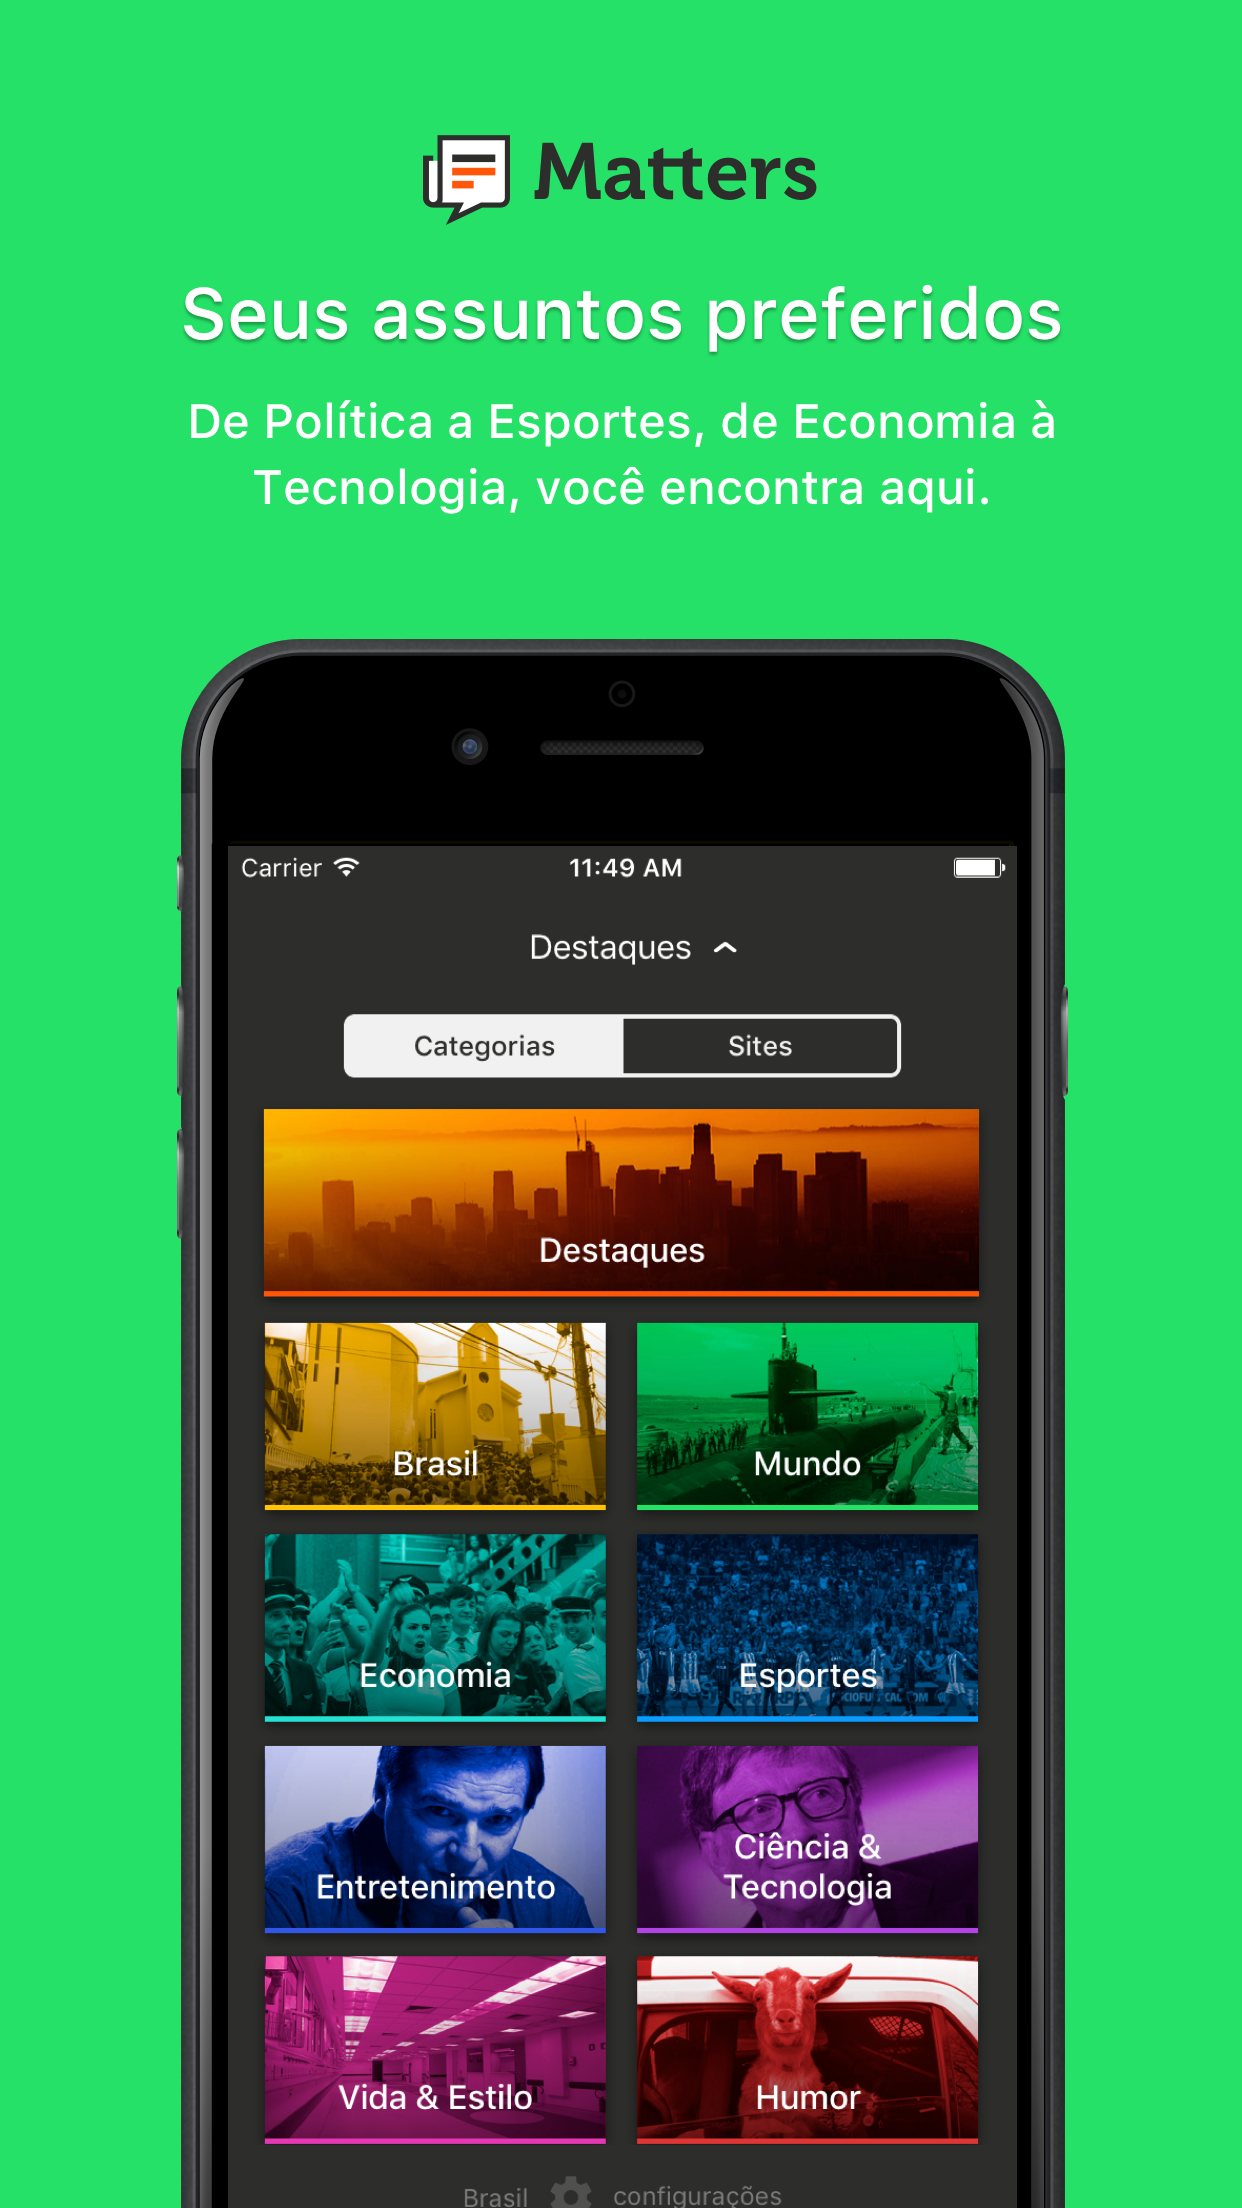 Matters
Seus assuntos preferidos
De Política a Esportes, de Economia à
Tecnologia, você encontra aqui.
Carrier
11:49 AM
Destaques
Categorias
Sites
Destaques
Brasil
Mundo
Economia
Esportes
Entretenimento
Ciência &
Tecnologia
Vida & Estilo
Humor
Brasil
configurações